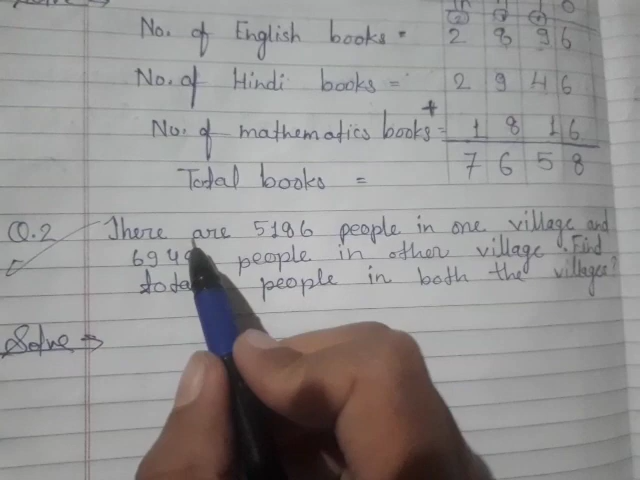 No. of English books = 2 8 9 6
No. of Hindi books = 2 9 4 6
No. of mathematics books = + 1 8 1 6
Total books = 7 6 5 8
Q.2 There are 5186 people in one village and
people in other village. Find
people in both the villages?
Solve →